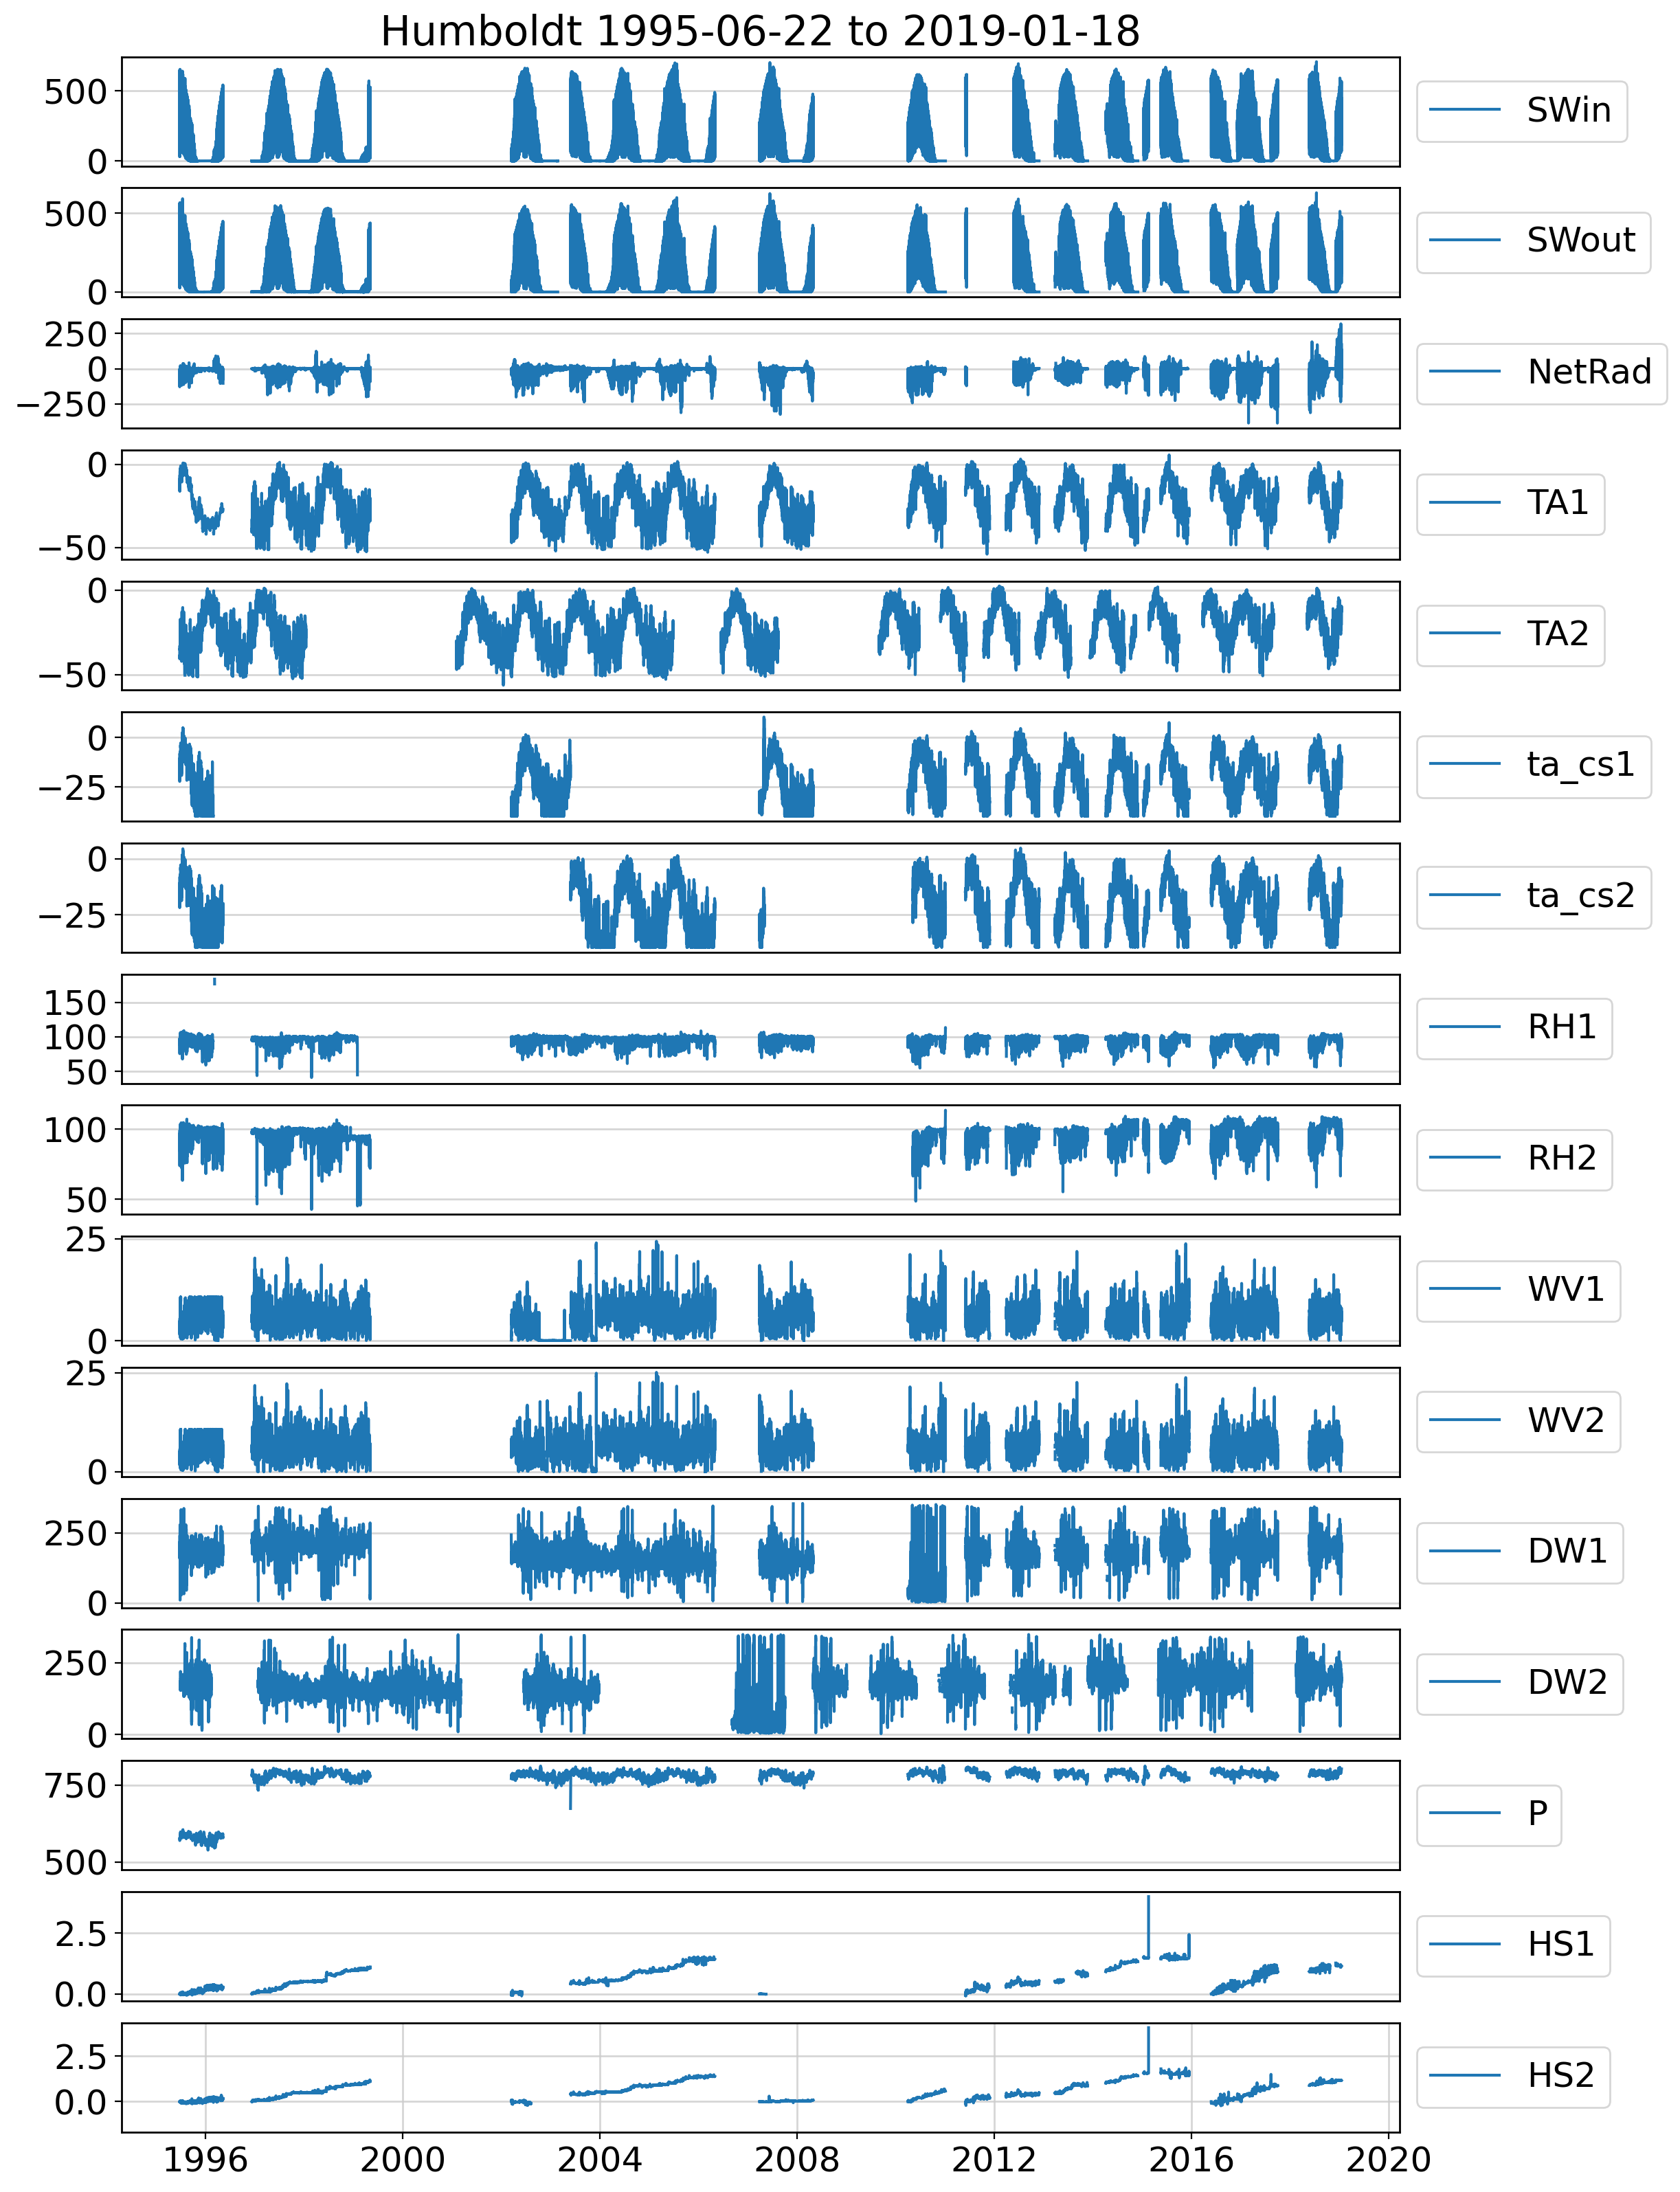 Humboldt 1995-06-22 to 2019-01-18
500
0
SWin
500
0
SWout
250
0
−250
NetRad
0
−50
TA1
0
−50
TA2
0
−25
ta_cs1
0
−25
ta_cs2
150
100
50
RH1
100
50
RH2
25
0
WV1
25
0
WV2
250
0
DW1
250
0
DW2
750
500
P
2.5
0.0
HS1
2.5
0.0
HS2
1996 2000 2004 2008 2012 2016 2020